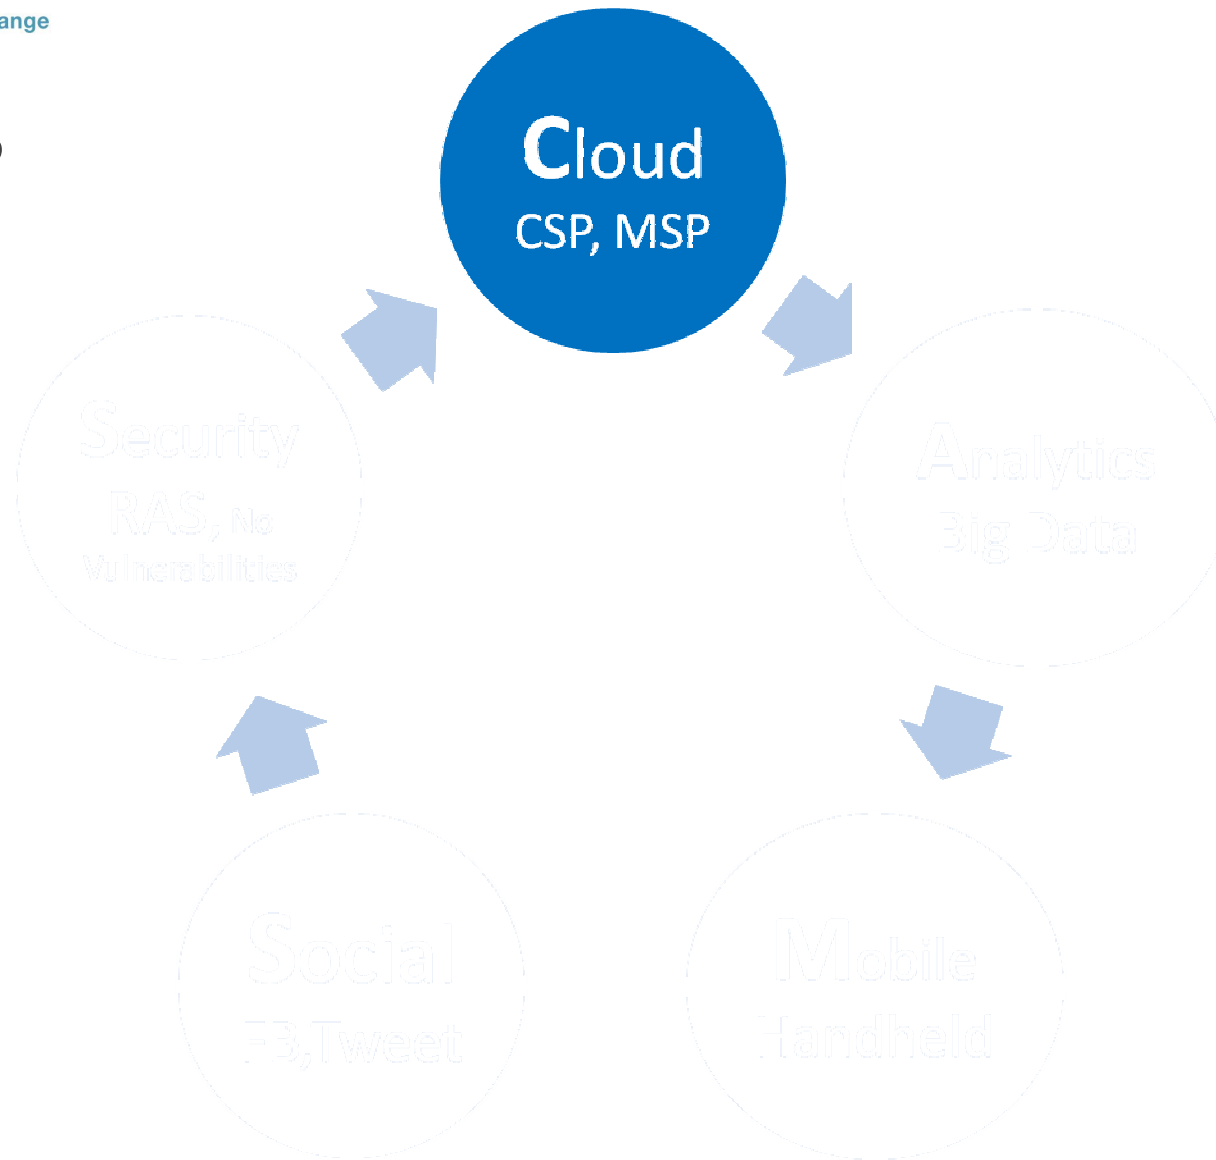 ange
)
Cloud
CSP, MSP
Security
RAS, No
Vulnerabilities
Analytics
Big Data
Social
FB,Tweet
Mobile
Handheld